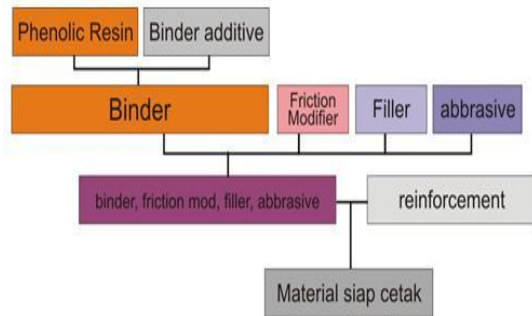 Phenolic Resin
Binder additive
Binder
Friction
Modifier
Filler
abbrasive
binder, friction mod, filler, abbrasive
reinforcement
Material siap cetak